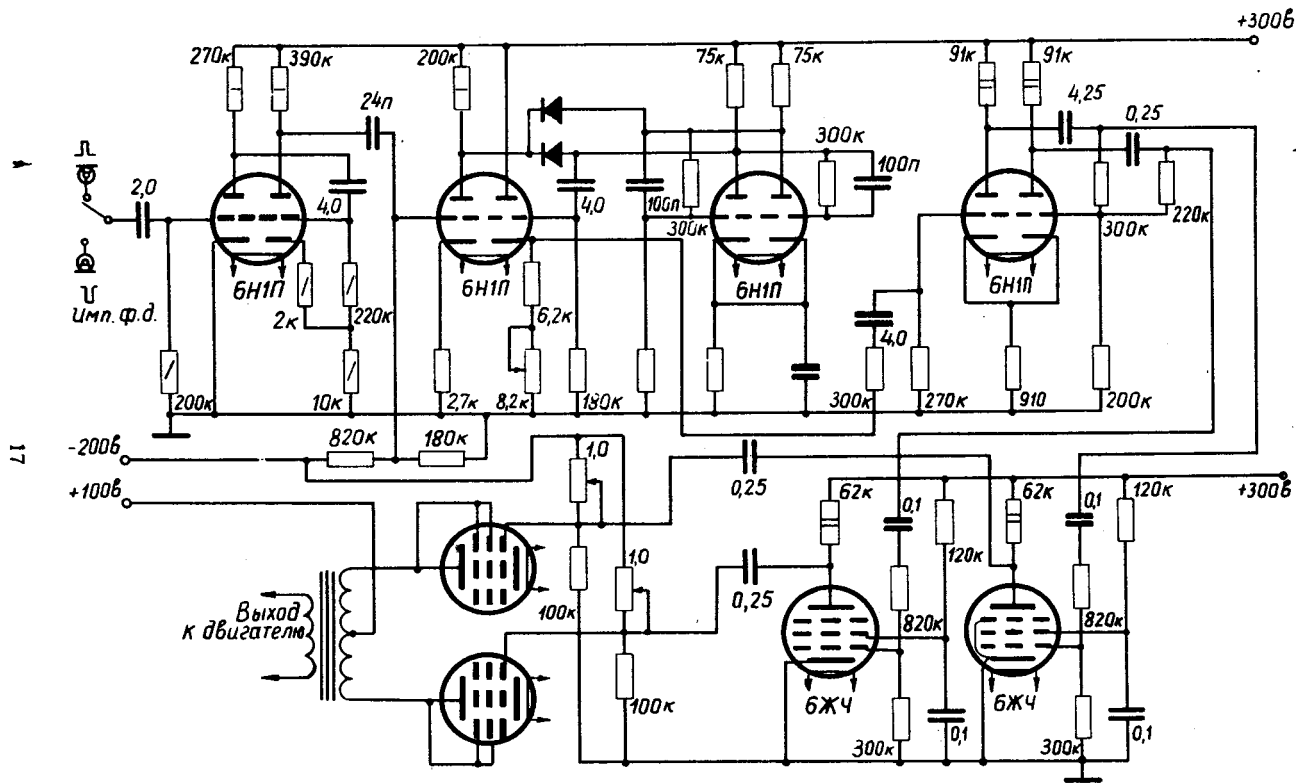 +300в
270к
390к
200к
75к
75к
91к
91к
24п
4,25
0,25
300к
100п
2,0
4,0
4,0
100п
300к
300к
220к
6Н1П
6Н1П
6Н1П
6Н1П
Имп. ф.д.
2к
220к
6,2к
4,0
200к
10к
2,7к
8,2к
180к
300к
270к
910
200к
17
-200в
820к
180к
1,0
+100в
0,25
62к
0,1
62к
0,1
120к
+300в
120к
1,0
Выход
к двигателю
100к
0,25
820к
820к
100к
6ЖЧ
6ЖЧ
300к
0,1
300к
0,1